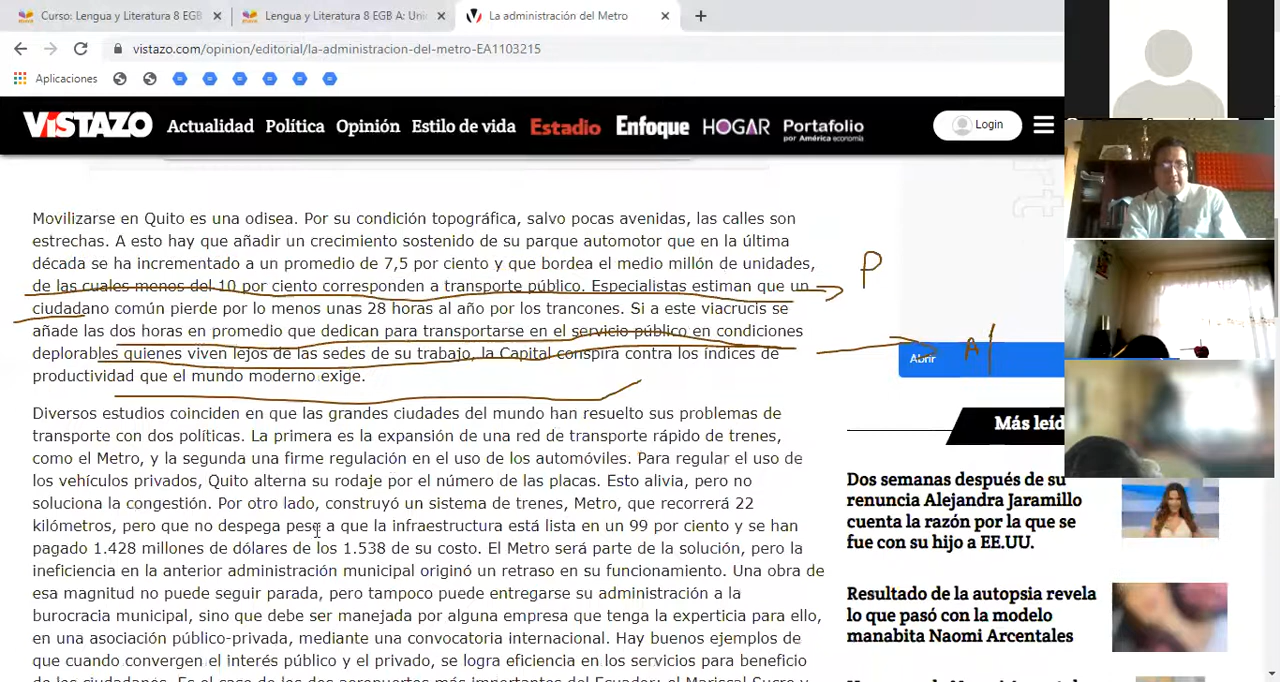 Curso: Lengua y Literatura 8 EGB
Lengua y Literatura 8 EGB A: Uni
La administración del Metro
vistazo.com/opinion/editorial/la-administracion-del-metro-EA1103215
Aplicaciones
VISTAZO Actualidad Política Opinión Estilo de vida Estadio Enfoque HOGAR Portafolio
por América economía
Login
Movilizarse en Quito es una odisea. Por su condición topográfica, salvo pocas avenidas, las calles son
estrechas. A esto hay que añadir un crecimiento sostenido de su parque automotor que en la última
década se ha incrementado a un promedio de 7,5 por ciento y que bordea el medio millón de unidades,
de las cuales menos del 10 por ciento corresponden a transporte público. Especialistas estiman que un
ciudadano común pierde por lo menos unas 28 horas al año por los trancones. Si a este viacrucis se
añade las dos horas en promedio que dedican para transportarse en el servicio público en condiciones
deplorables quienes viven lejos de las sedes de su trabajo, la Capital conspira contra los índices de
productividad que el mundo moderno exige.
P
A
Abrir
Diversos estudios coinciden en que las grandes ciudades del mundo han resuelto sus problemas de
transporte con dos políticas. La primera es la expansión de una red de transporte rápido de trenes,
como el Metro, y la segunda una firme regulación en el uso de los automóviles. Para regular el uso de
los vehículos privados, Quito alterna su rodaje por el número de las placas. Esto alivia, pero no
soluciona la congestión. Por otro lado, construyó un sistema de trenes, Metro, que recorrerá 22
kilómetros, pero que no despega pese a que la infraestructura está lista en un 99 por ciento y se han
pagado 1.428 millones de dólares de los 1.538 de su costo. El Metro será parte de la solución, pero la
ineficiencia en la anterior administración municipal originó un retraso en su funcionamiento. Una obra de
esa magnitud no puede seguir parada, pero tampoco puede entregarse su administración a la
burocracia municipal, sino que debe ser manejada por alguna empresa que tenga la experticia para ello,
en una asociación público-privada, mediante una convocatoria internacional. Hay buenos ejemplos de
que cuando convergen el interés público y el privado, se logra eficiencia en los servicios para beneficio
de los ciudadanos. Es el caso de los dos aeropuertos más importantes del Ecuador: el Mariscal Sucre y
Más leíd
Dos semanas después de su
renuncia Alejandra Jaramillo
cuenta la razón por la que se
fue con su hijo a EE.UU.
Resultado de la autopsia revela
lo que pasó con la modelo
manabita Naomi Arcentales